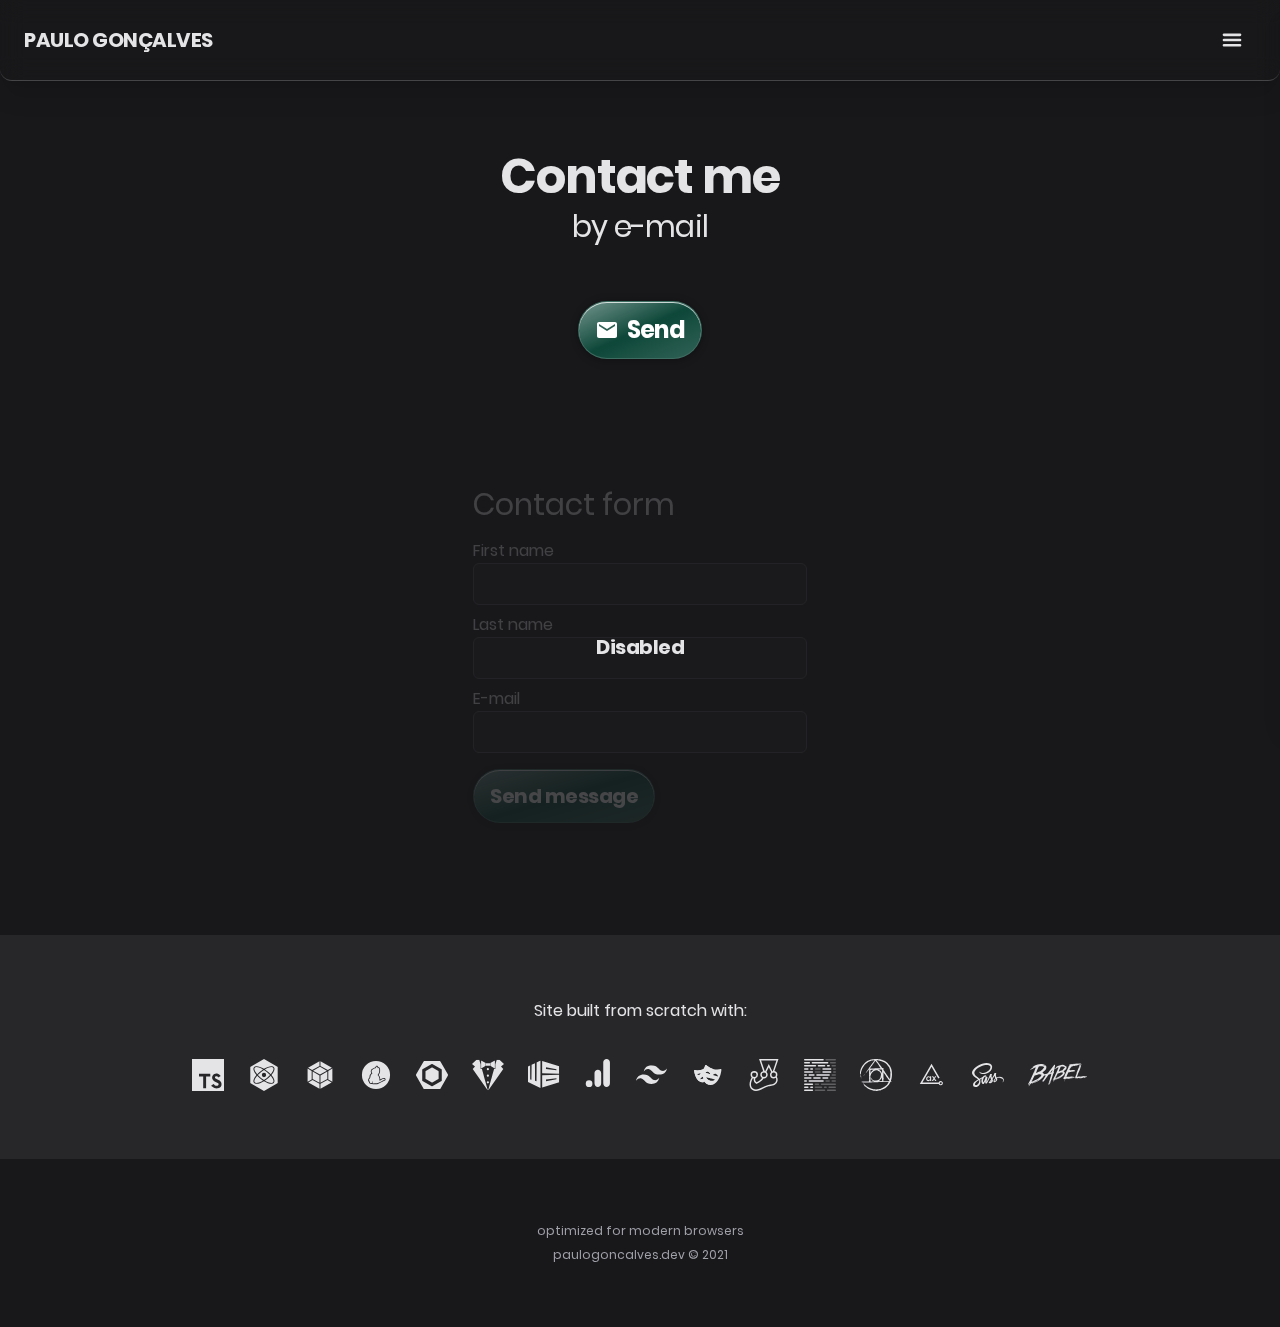 PAULO GONÇALVES
Contact me
by e-mail
Send
Contact form
First name
Last name
Disabled
E-mail
Send message
Site built from scratch with:
TS
ax
Sass
BABEL
optimized for modern browsers
paulogoncalves.dev © 2021